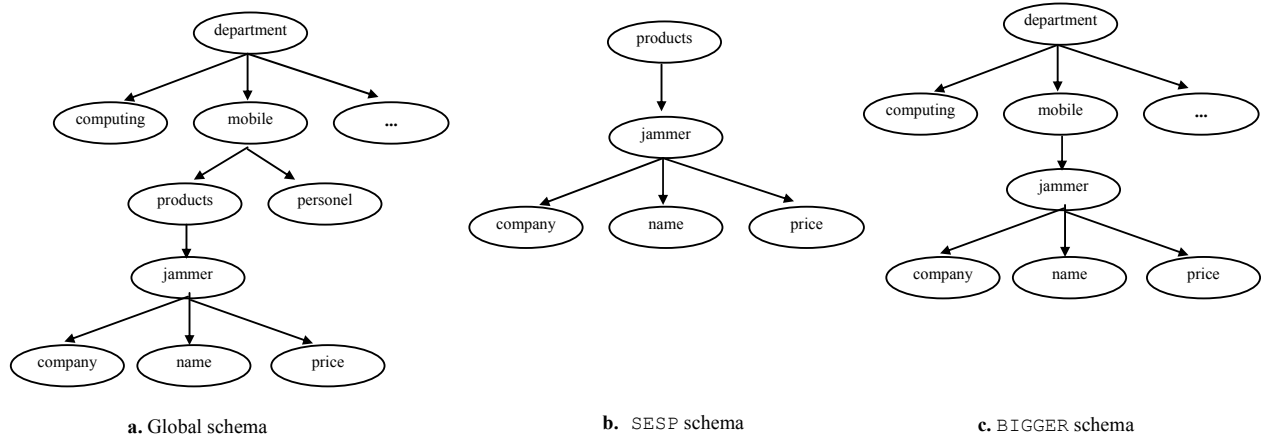 department
computing
mobile
...
products
personel
jammer
company
name
price
a. Global schema
products
jammer
company
name
price
b. SESP schema
department
computing
mobile
...
jammer
company
name
price
c. BIGGER schema